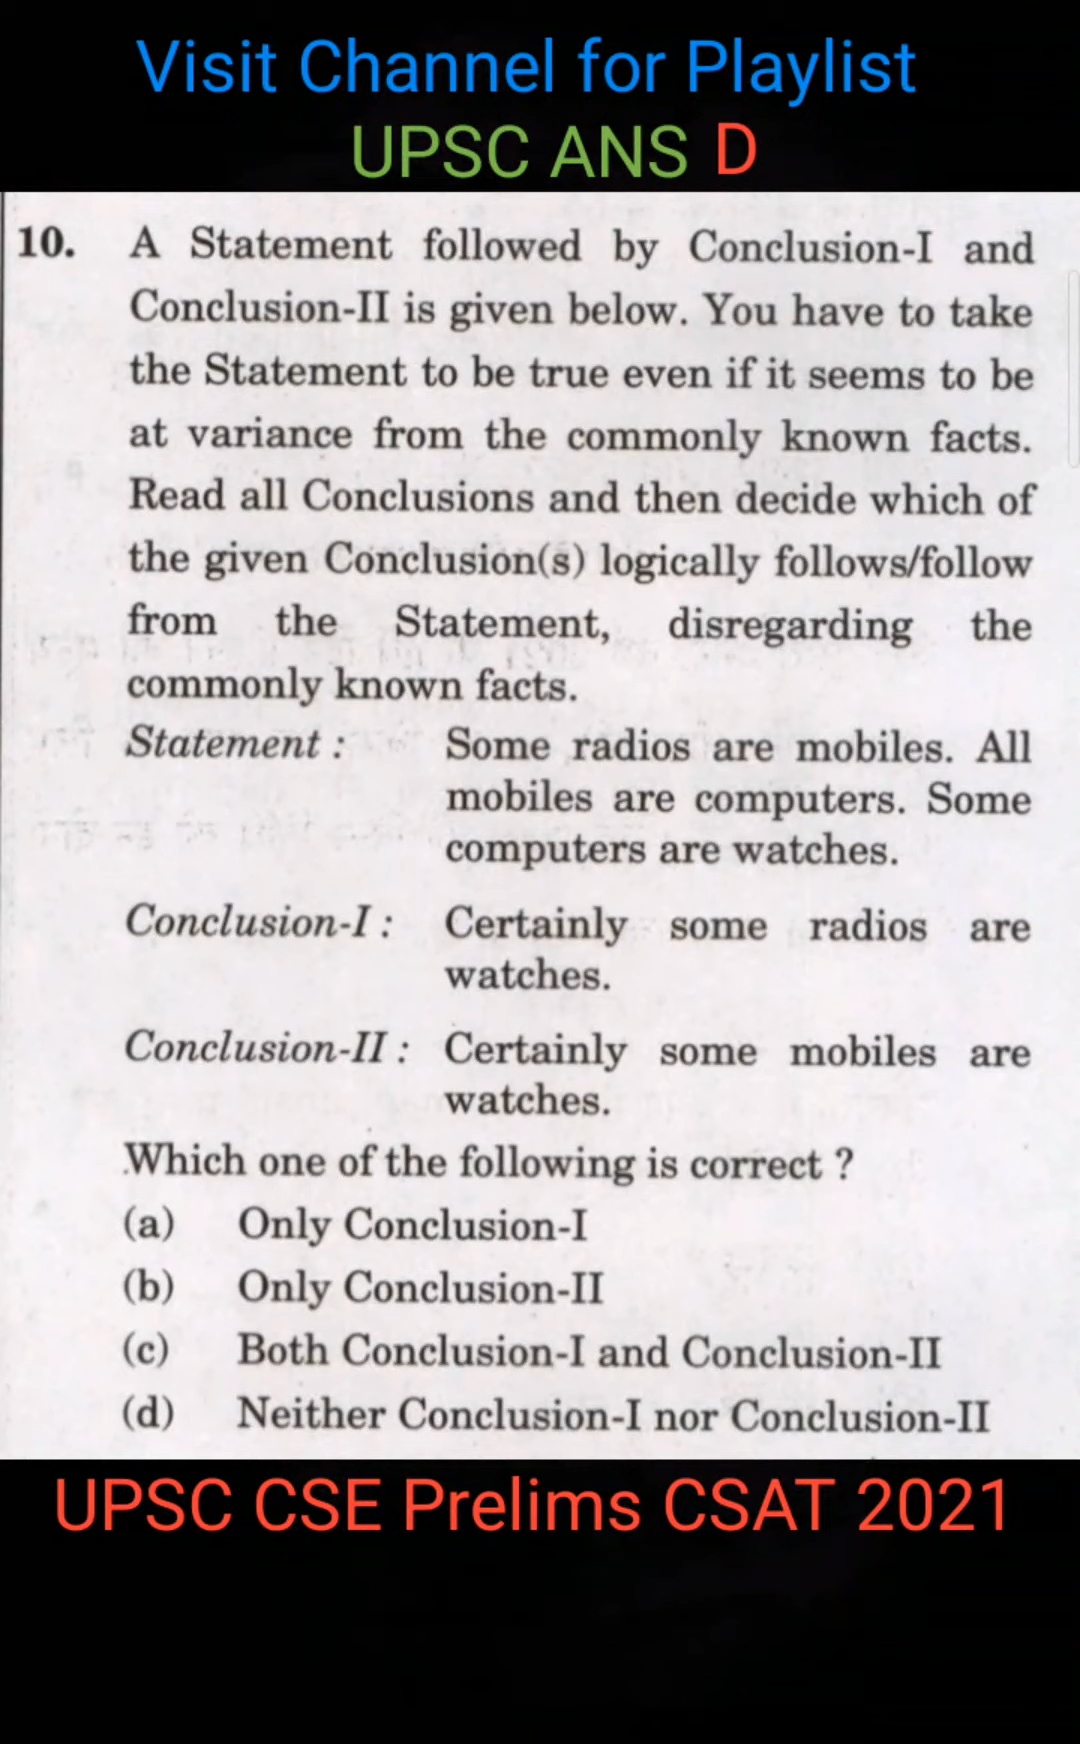 Visit Channel for Playlist
UPSC ANS D
10. A Statement followed by Conclusion-I and
Conclusion-II is given below. You have to take
the Statement to be true even if it seems to be
at variance from the commonly known facts.
Read all Conclusions and then decide which of
the given Conclusion(s) logically follows/follow
from the Statement, disregarding the
commonly known facts.
Statement : Some radios are mobiles. All
mobiles are computers. Some
computers are watches.
Conclusion-I : Certainly some radios are
watches.
Conclusion-II : Certainly some mobiles are
watches.
Which one of the following is correct ?
(a) Only Conclusion-I
(b) Only Conclusion-II
(c) Both Conclusion-I and Conclusion-II
(d) Neither Conclusion-I nor Conclusion-II
UPSC CSE Prelims CSAT 2021